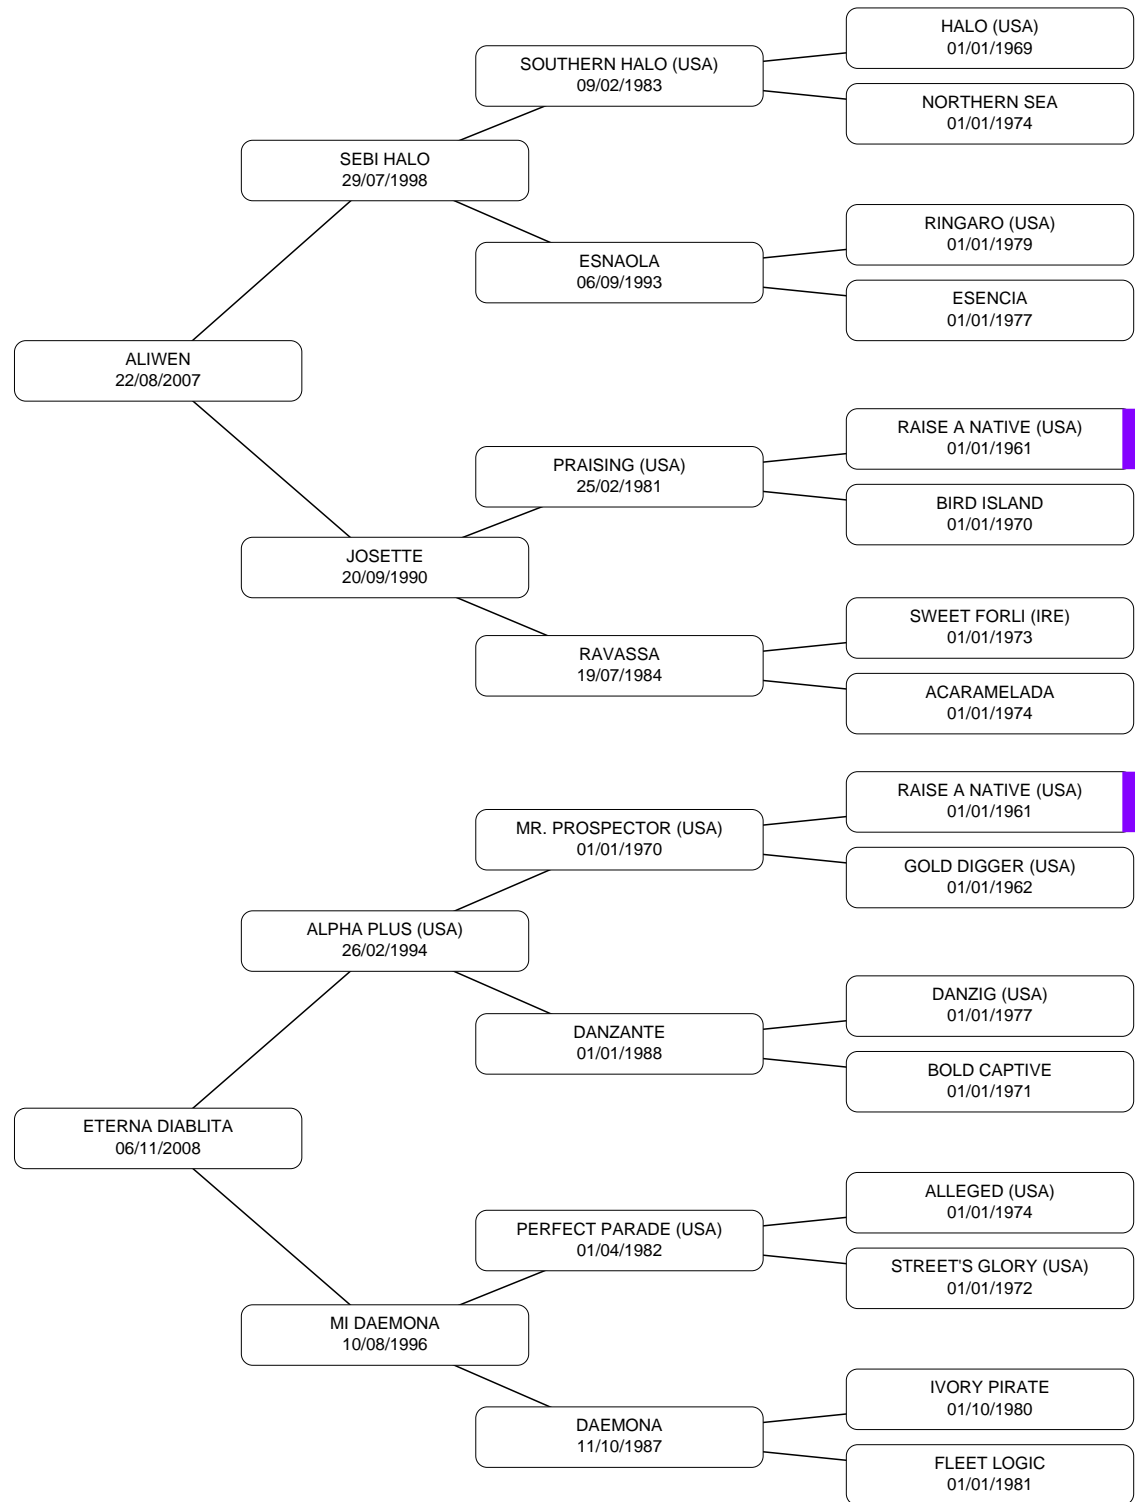 HALO (USA)
01/01/1969
SOUTHERN HALO (USA)
09/02/1983
NORTHERN SEA
01/01/1974
SEBI HALO
29/07/1998
RINGARO (USA)
01/01/1979
ESNAOLA
06/09/1993
ESENCIA
01/01/1977
ALIWEN
22/08/2007
RAISE A NATIVE (USA)
01/01/1961
PRAISING (USA)
25/02/1981
BIRD ISLAND
01/01/1970
JOSETTE
20/09/1990
SWEET FORLI (IRE)
01/01/1973
RAVASSA
19/07/1984
ACARAMELADA
01/01/1974
RAISE A NATIVE (USA)
01/01/1961
MR. PROSPECTOR (USA)
01/01/1970
GOLD DIGGER (USA)
01/01/1962
ALPHA PLUS (USA)
26/02/1994
DANZIG (USA)
01/01/1977
DANZANTE
01/01/1988
BOLD CAPTIVE
01/01/1971
ETERNA DIABLITA
06/11/2008
ALLEGED (USA)
01/01/1974
PERFECT PARADE (USA)
01/04/1982
STREET'S GLORY (USA)
01/01/1972
MI DAEMONA
10/08/1996
IVORY PIRATE
01/10/1980
DAEMONA
11/10/1987
FLEET LOGIC
01/01/1981